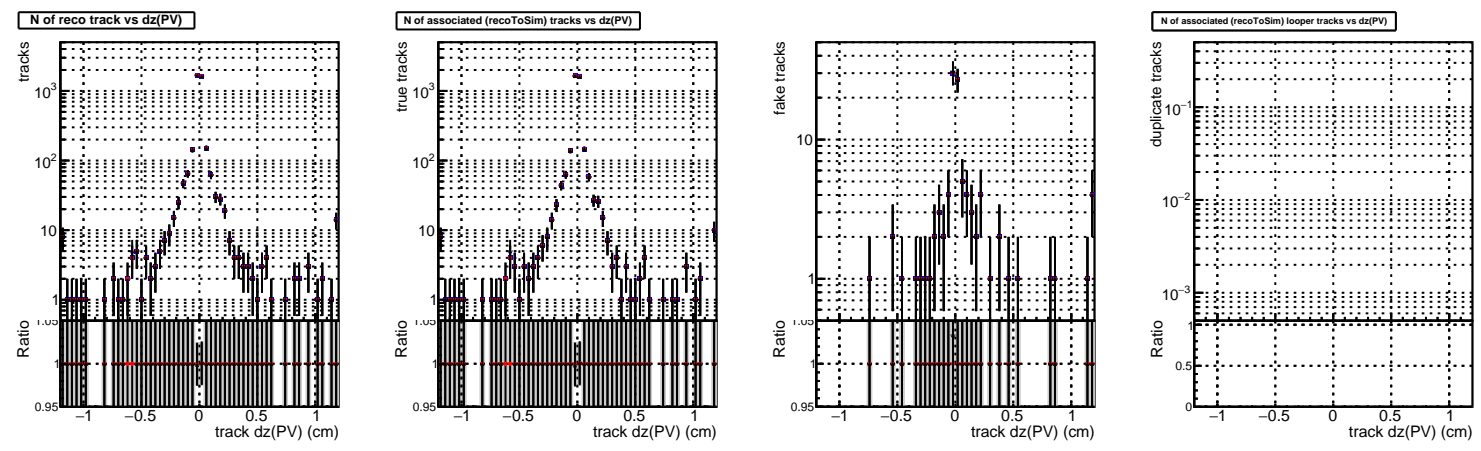 N of reco track vs dz(PV)
tracks
10³
10²
10
1
1.05
Ratio
1
0.95
−1 −0.5 0 0.5 1
track dz(PV) (cm)
N of associated (recoToSim) tracks vs dz(PV)
true tracks
10³
10²
10
1
1.05
Ratio
1
0.95
−1 −0.5 0 0.5 1
track dz(PV) (cm)
fake tracks
10
1
1.05
Ratio
1
0.95
−1 −0.5 0 0.5 1
track dz(PV) (cm)
N of associated (recoToSim) looper tracks vs dz(PV)
duplicate tracks
10⁻¹
10⁻²
10⁻³
Ratio
1
0.5
0
−1 −0.5 0 0.5 1
track dz(PV) (cm)